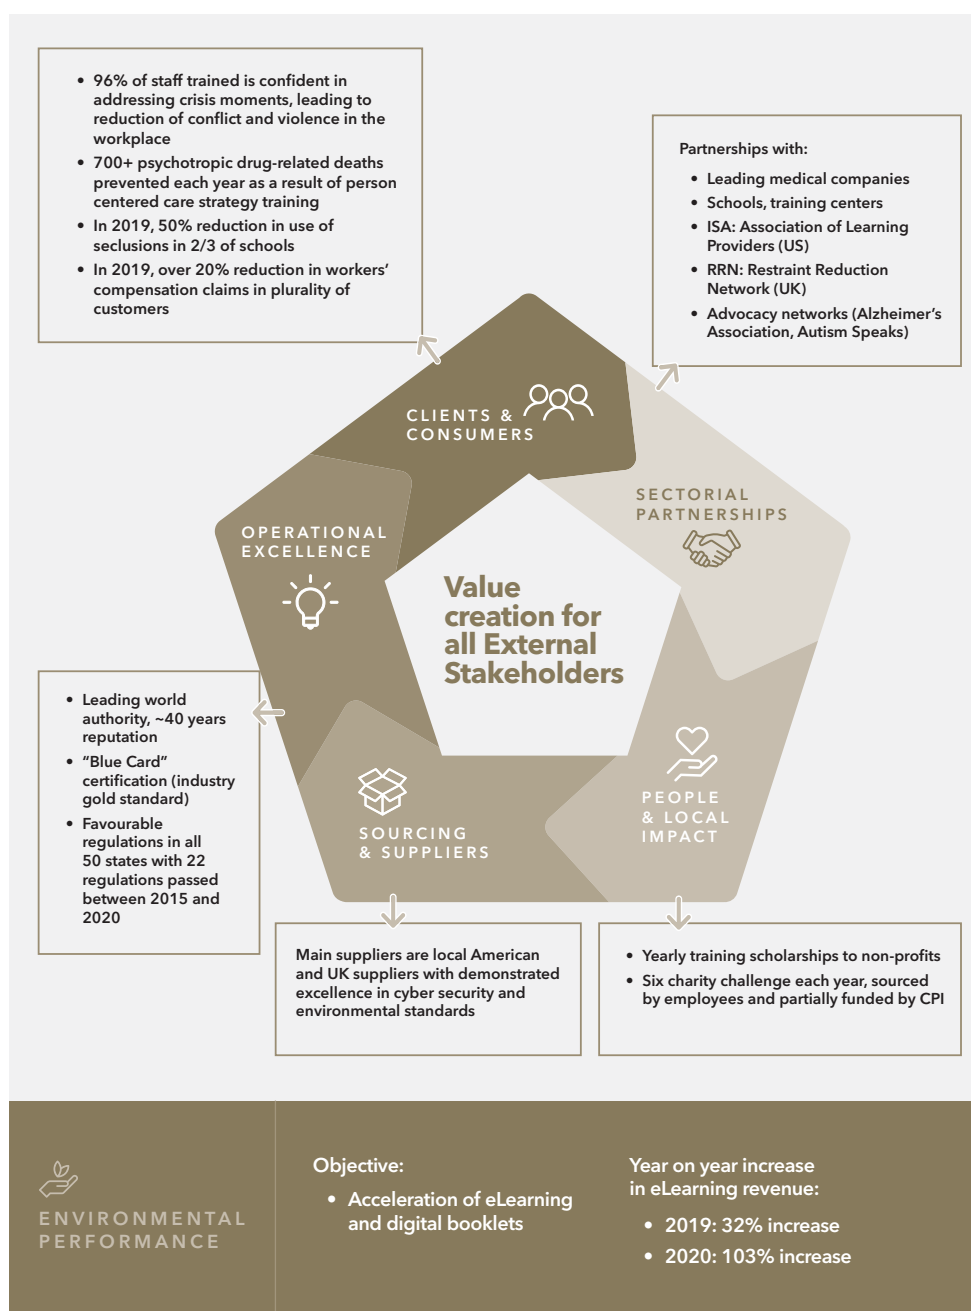 • 96% of staff trained is confident in
addressing crisis moments, leading to
reduction of conflict and violence in the
workplace
• 700+ psychotropic drug-related deaths
prevented each year as a result of person
centered care strategy training
• In 2019, 50% reduction in use of
seclusions in 2/3 of schools
• In 2019, over 20% reduction in workers’
compensation claims in plurality of
customers
Partnerships with:
• Leading medical companies
• Schools, training centers
• ISA: Association of Learning
Providers (US)
• RRN: Restraint Reduction
Network (UK)
• Advocacy networks (Alzheimer’s
Association, Autism Speaks)
CLIENTS &
CONSUMERS
SECTORIAL
PARTNERSHIPS
OPERATIONAL
EXCELLENCE
Value
creation for
all External
Stakeholders
• Leading world
authority, ~40 years
reputation
• “Blue Card”
certification (industry
gold standard)
• Favourable
regulations in all
50 states with 22
regulations passed
between 2015 and
2020
PEOPLE
& LOCAL
IMPACT
SOURCING
& SUPPLIERS
Main suppliers are local American
and UK suppliers with demonstrated
excellence in cyber security and
environmental standards
• Yearly training scholarships to non-profits
• Six charity challenge each year, sourced
by employees and partially funded by CPI
ENVIRONMENTAL
PERFORMANCE
Objective:
• Acceleration of eLearning
and digital booklets
Year on year increase
in eLearning revenue:
• 2019: 32% increase
• 2020: 103% increase